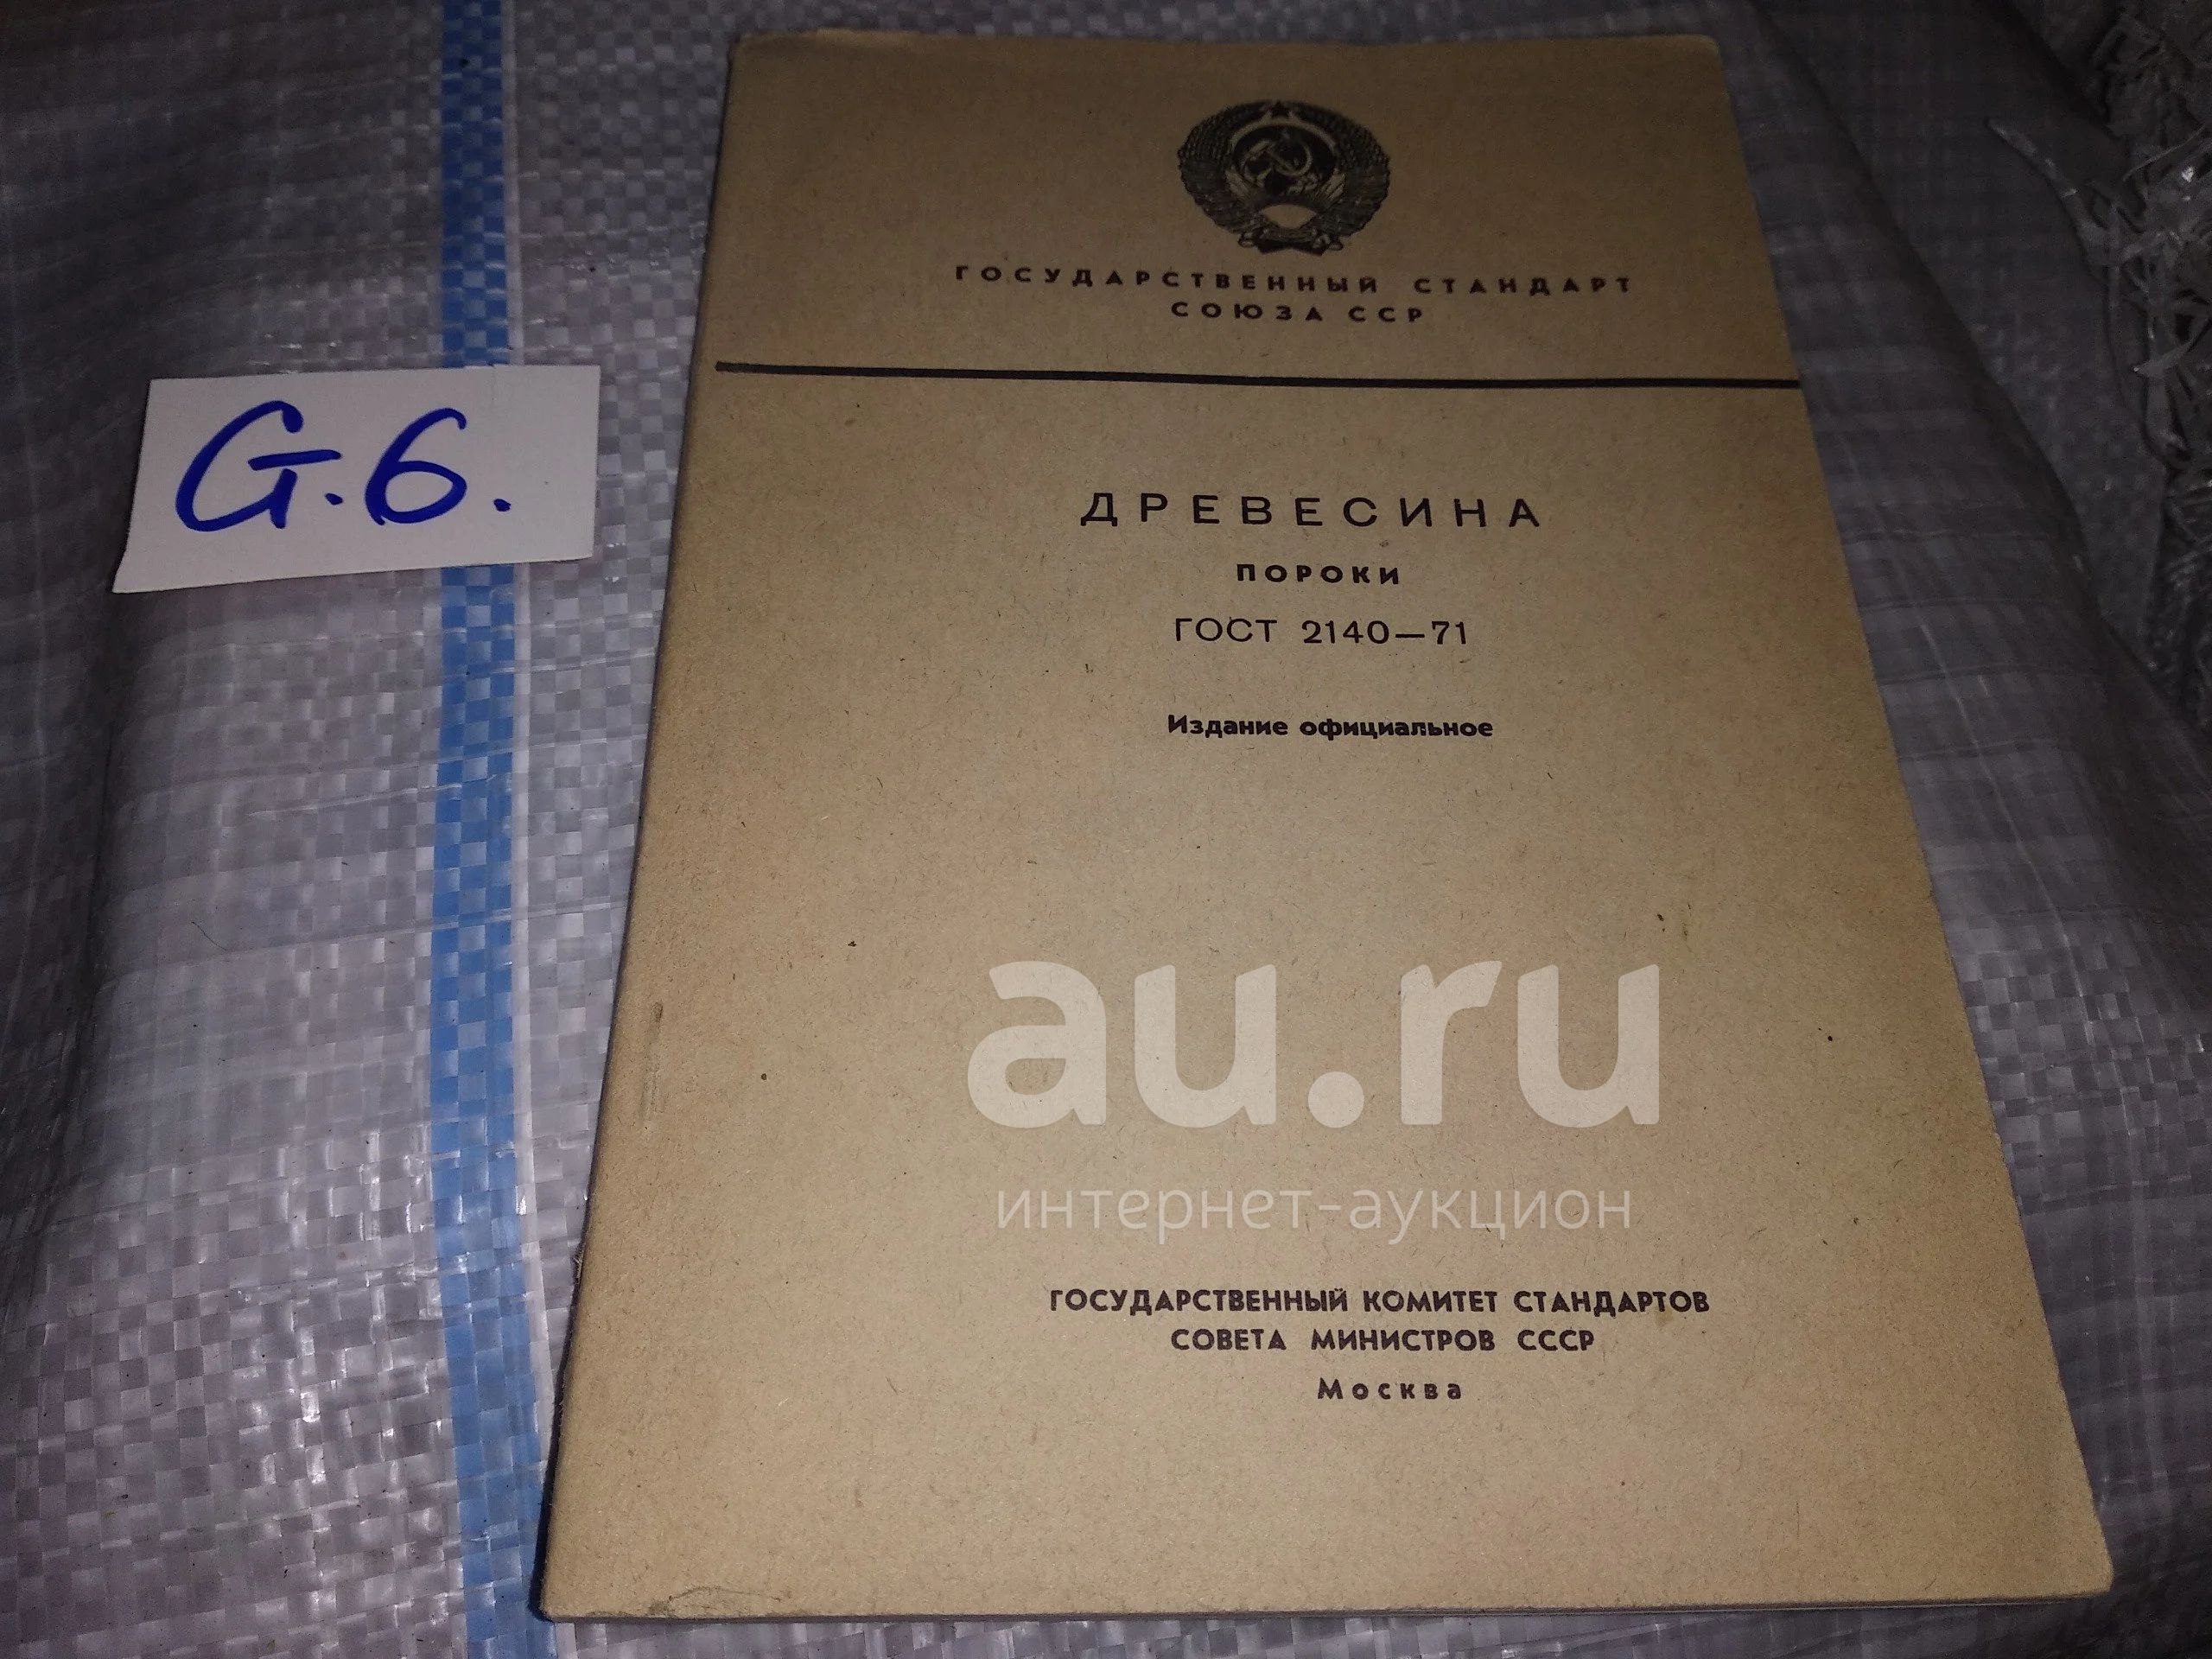 G.6.
ГОСУДАРСТВЕННЫЙ СТАНДАРТ
СОЮЗА ССР
ДРЕВЕСИНА
ПОРОКИ
ГОСТ 2140—71
Издание официальное
au.ru
интернет-аукцион
ГОСУДАРСТВЕННЫЙ КОМИТЕТ СТАНДАРТОВ
СОВЕТА МИНИСТРОВ СССР
Москва